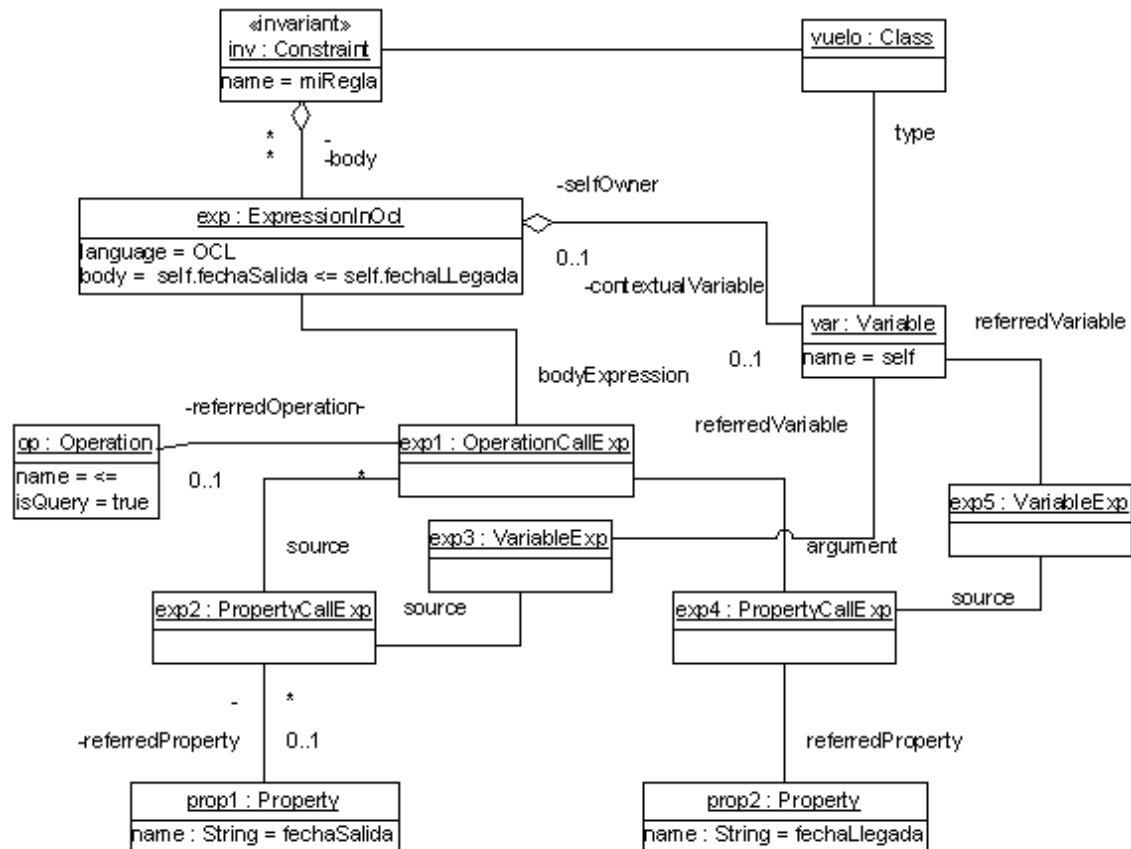 «invariant»
inv : Constraint
name = miRegla
vuelo : Class
*
-
*
-body
type
-selfOwner
exp : ExpressionInOcl
language = OCL
body = self.fechaSalida <= self.fechaLLegada
0..1
-contextualVariable
var : Variable
name = self
referredVariable
0..1
bodyExpression
-referredOperation-
referredVariable
op : Operation
name = <=
isQuery = true
0..1
*
exp1 : OperationCallExp
exp5 : VariableExp
exp3 : VariableExp
source
argument
exp2 : PropertyCallExp
source
exp4 : PropertyCallExp
source
-
*
-referredProperty
0..1
referredProperty
prop1 : Property
name : String = fechaSalida
prop2 : Property
name : String = fechaLlegada